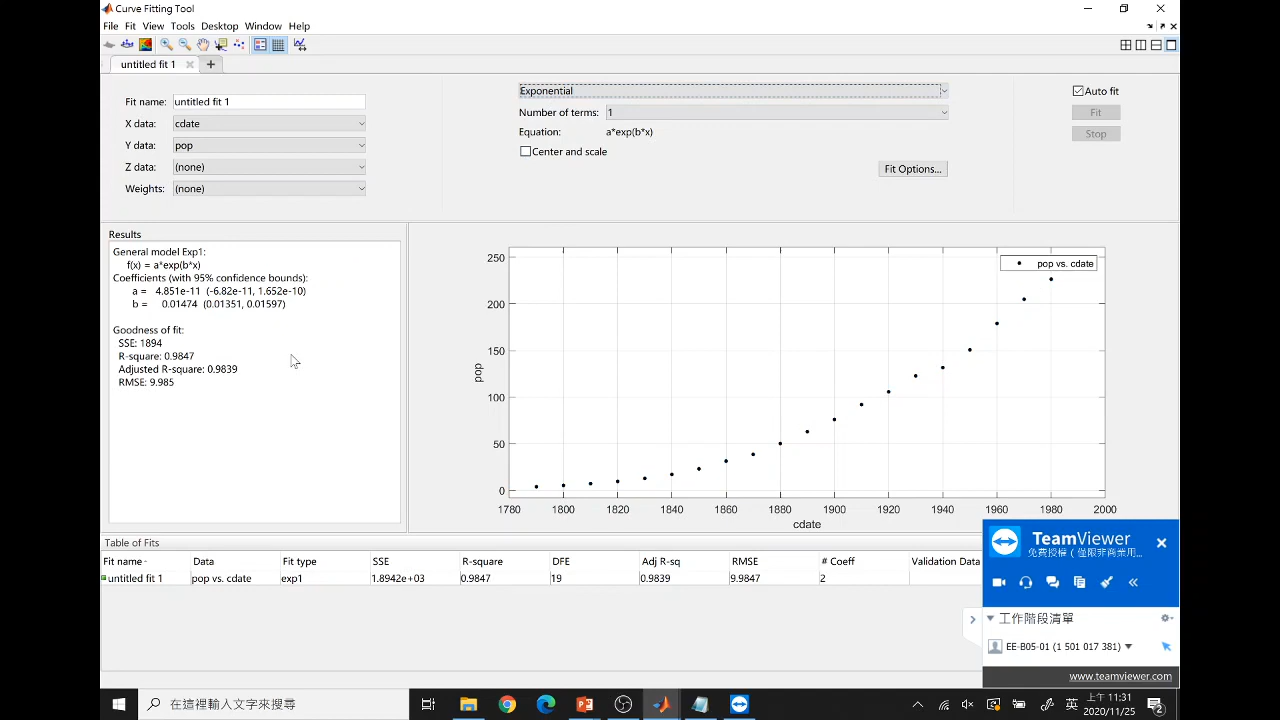 Curve Fitting Tool
File Fit View Tools Desktop Window Help
untitled fit 1
Fit name: untitled fit 1
X data: cdate
Y data: pop
Z data: (none)
Weights: (none)
Exponential
Number of terms: 1
Equation: a*exp(b*x)
Center and scale
Fit Options...
Auto fit
Fit
Stop
Results
General model Exp1:
f(x) = a*exp(b*x)
Coefficients (with 95% confidence bounds):
a = 4.851e-11 (-6.82e-11, 1.652e-10)
b = 0.01474 (0.01351, 0.01597)
Goodness of fit:
SSE: 1894
R-square: 0.9847
Adjusted R-square: 0.9839
RMSE: 9.985
pop vs. cdate
250
200
150
100
50
0
pop
1780 1800 1820 1840 1860 1880 1900 1920 1940 1960 1980 2000
cdate
Table of Fits
Fit name Data Fit type SSE R-square DFE Adj R-sq RMSE # Coeff Validation Data
untitled fit 1 pop vs. cdate exp1 1.8942e+03 0.9847 19 0.9839 9.9847 2
TeamViewer
免費授權（僅限非商業用...
工作階段清單
EE-B05-01 (1 501 017 381)
www.teamviewer.com
在這裡輸入文字來搜尋
英
上午 11:31
2020/11/25
2